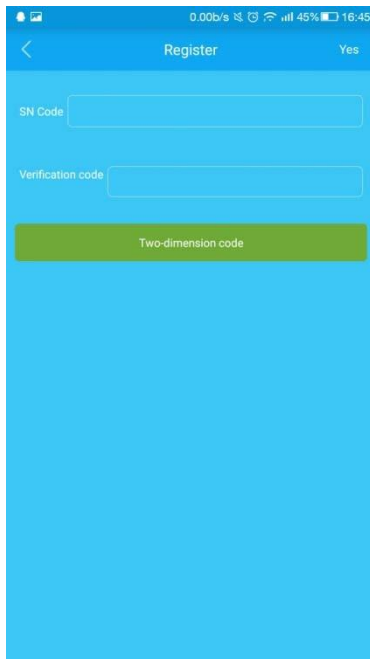 0.00b/s 45% 16:45
Register Yes
SN Code
Verification code
Two-dimension code